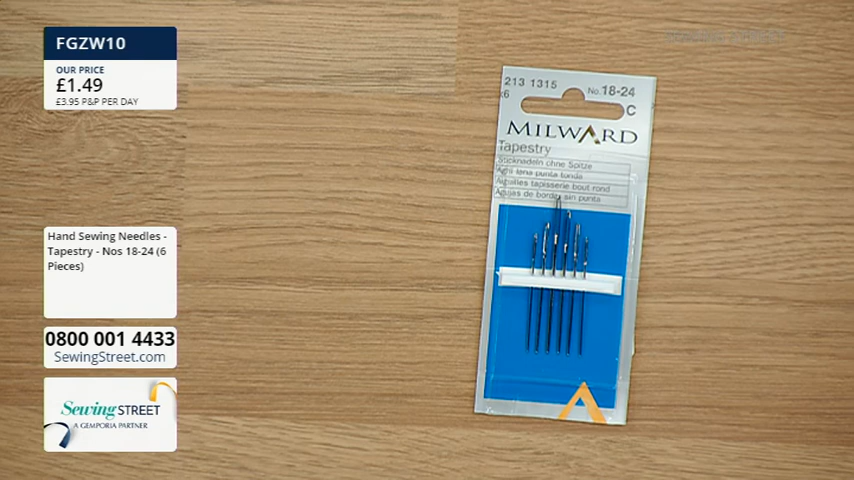 FGZW10
OUR PRICE
£1.49
£3.95 P&P PER DAY
Hand Sewing Needles -
Tapestry - Nos 18-24 (6
Pieces)
0800 001 4433
SewingStreet.com
Sewing STREET
A GEMPORIA PARTNER
213 1315
x6
No. 18-24
C
MILWARD
Tapestry
Sticknadeln ohne Spitze
Aghi lana punta tonda
Aiguilles tapisserie bout rond
Agujas de bordar sin punta